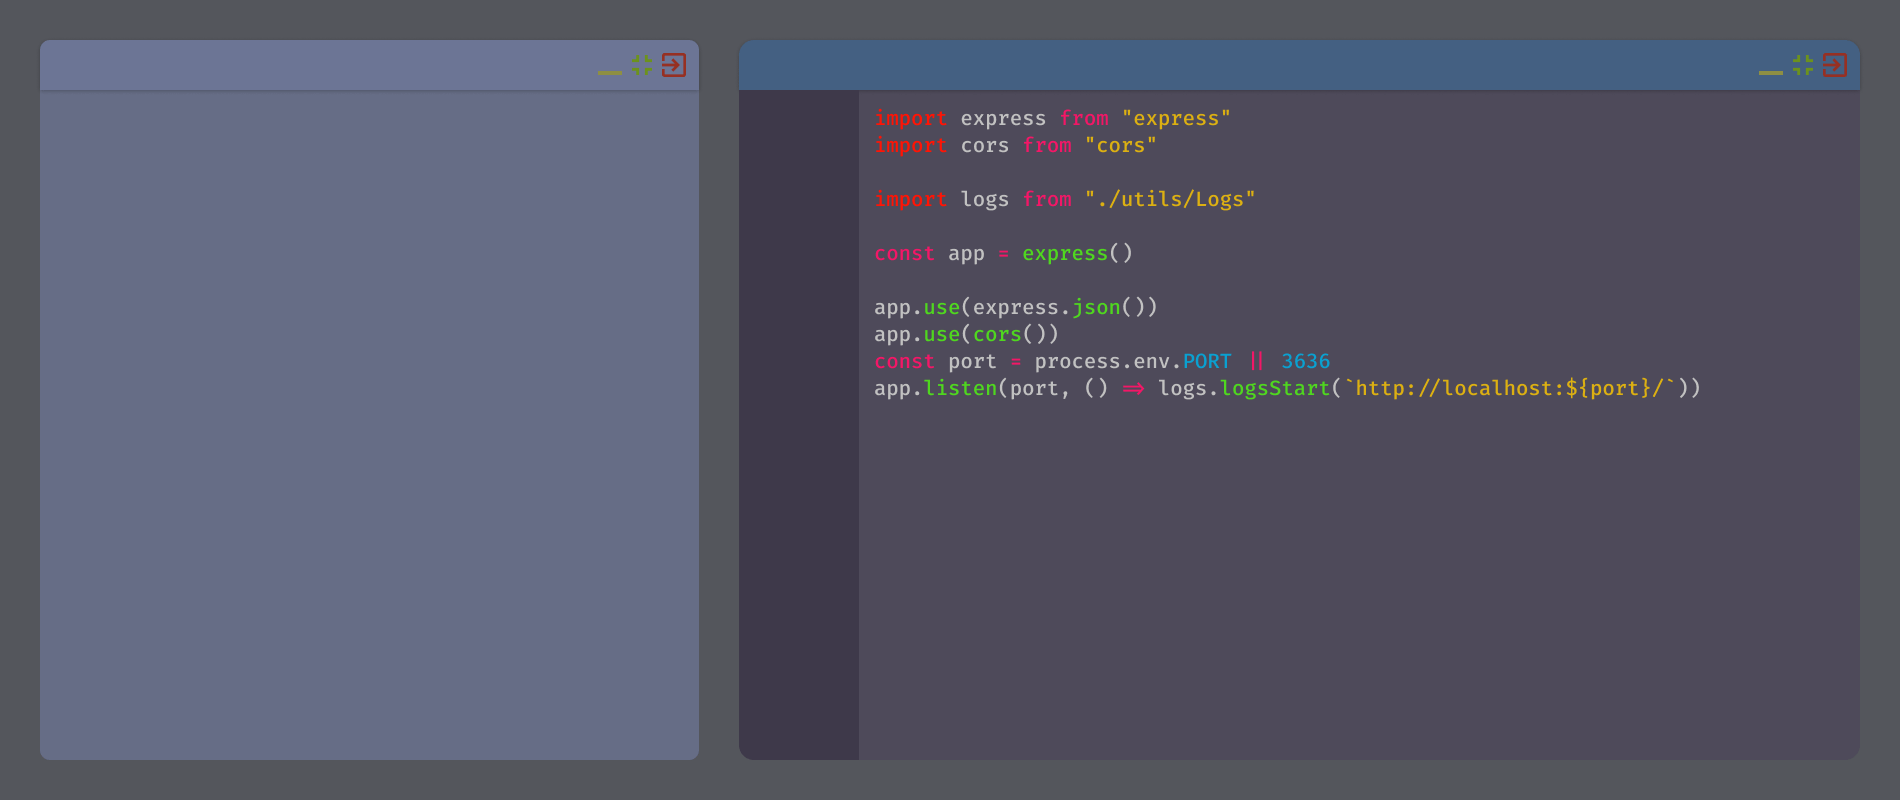 import express from "express"
import cors from "cors"
import logs from "./utils/Logs"
const app = express()
app.use(express.json())
app.use(cors())
const port = process.env.PORT || 3636
app.listen(port, () => logs.logsStart(`http://localhost:${port}/`))